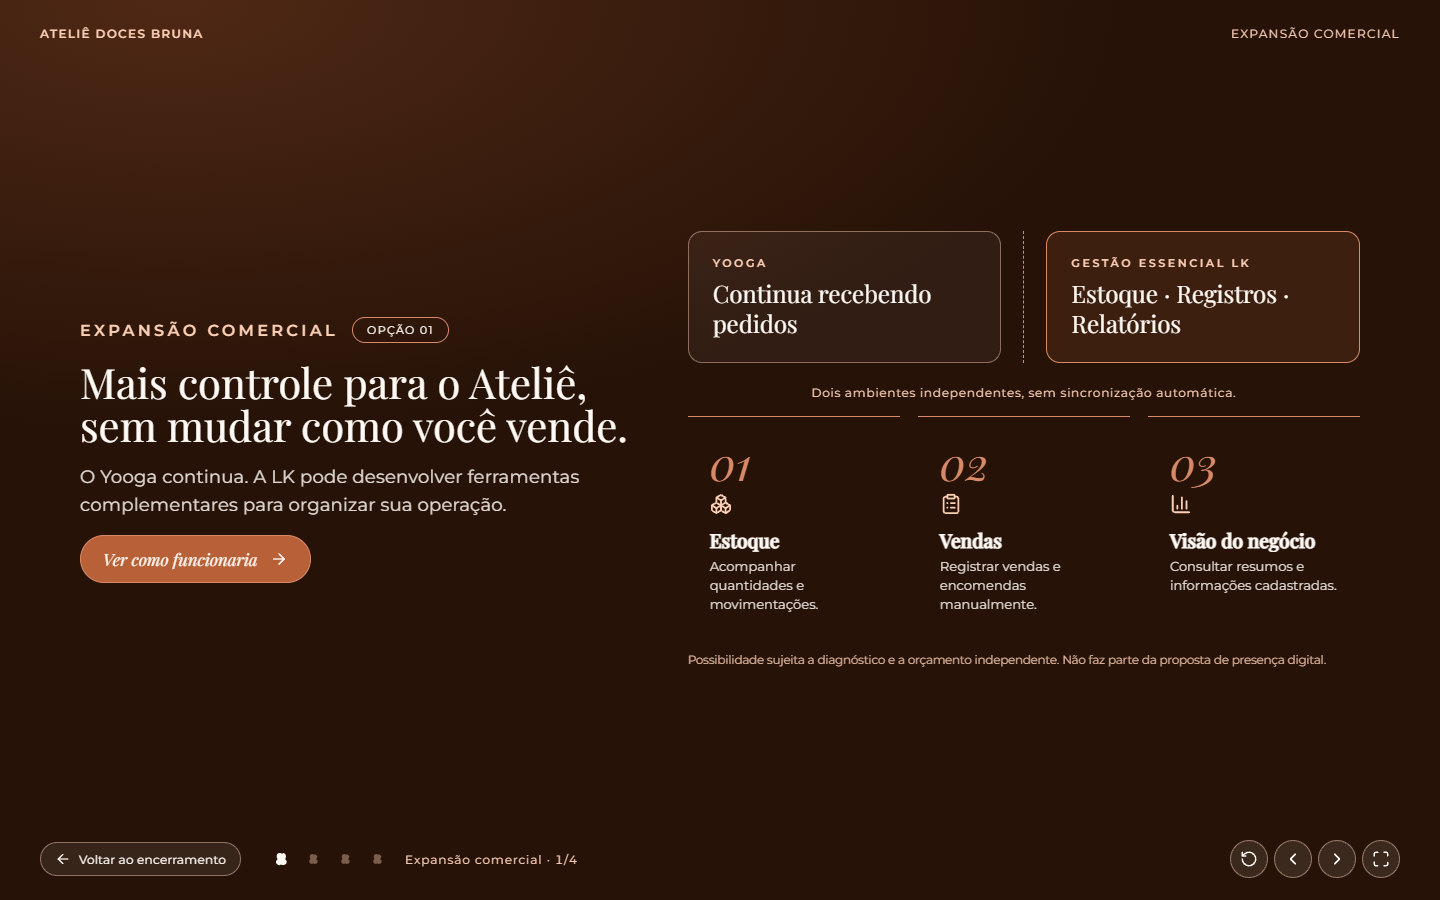 ATELIÊ DOCES BRUNA
EXPANSÃO COMERCIAL
EXPANSÃO COMERCIAL
OPÇÃO 01
Mais controle para o Ateliê,
sem mudar como você vende.
O Yooga continua. A LK pode desenvolver ferramentas
complementares para organizar sua operação.
Ver como funcionaria
YOOGA
Continua recebendo
pedidos
GESTÃO ESSENCIAL LK
Estoque · Registros ·
Relatórios
Dois ambientes independentes, sem sincronização automática.
01
Estoque
Acompanhar
quantidades e
movimentações.
02
Vendas
Registrar vendas e
encomendas
manualmente.
03
Visão do negócio
Consultar resumos e
informações cadastradas.
Possibilidade sujeita a diagnóstico e a orçamento independente. Não faz parte da proposta de presença digital.
Voltar ao encerramento
Expansão comercial · 1/4